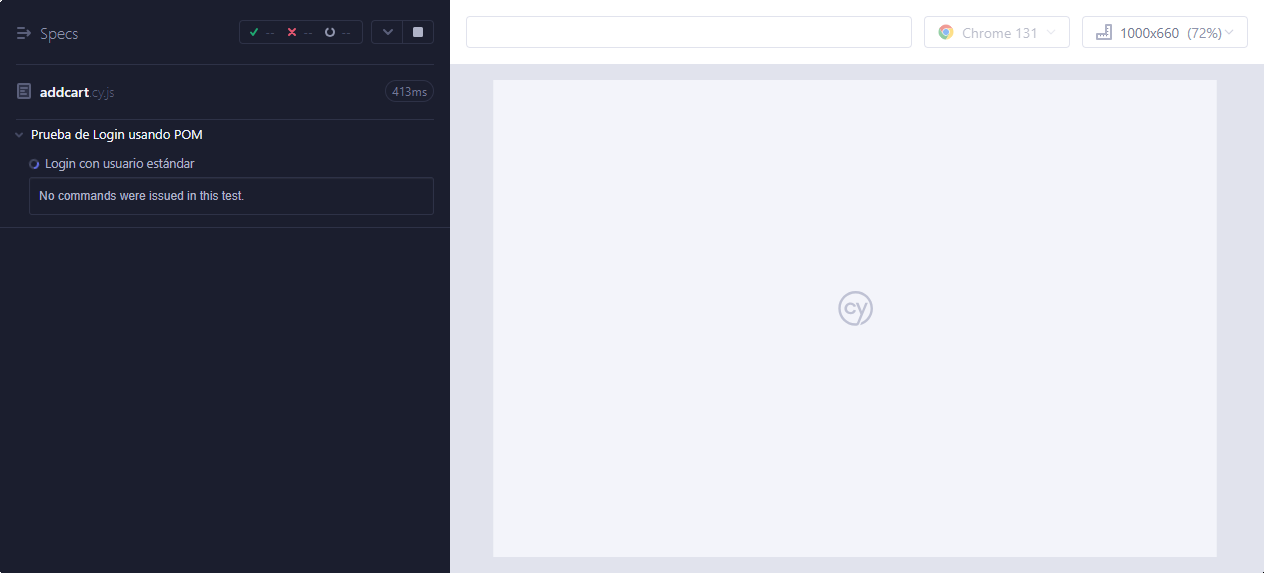 Specs
-- -- --
Chrome 131
1000x660 (72%)
addcart.cy.js
413ms
Prueba de Login usando POM
Login con usuario estándar
No commands were issued in this test.
cy